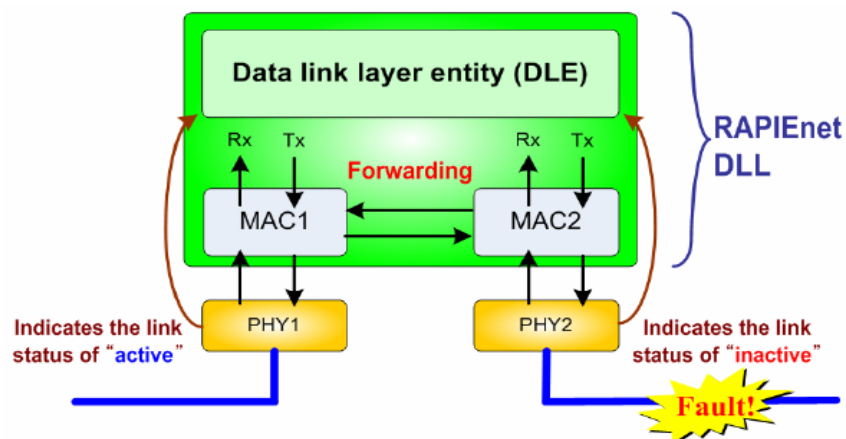 Data link layer entity (DLE)
RAPIEnet
DLL
Rx
Tx
Rx
Tx
Forwarding
MAC1
MAC2
PHY1
PHY2
Indicates the link
status of “active”
Indicates the link
status of “inactive”
Fault!